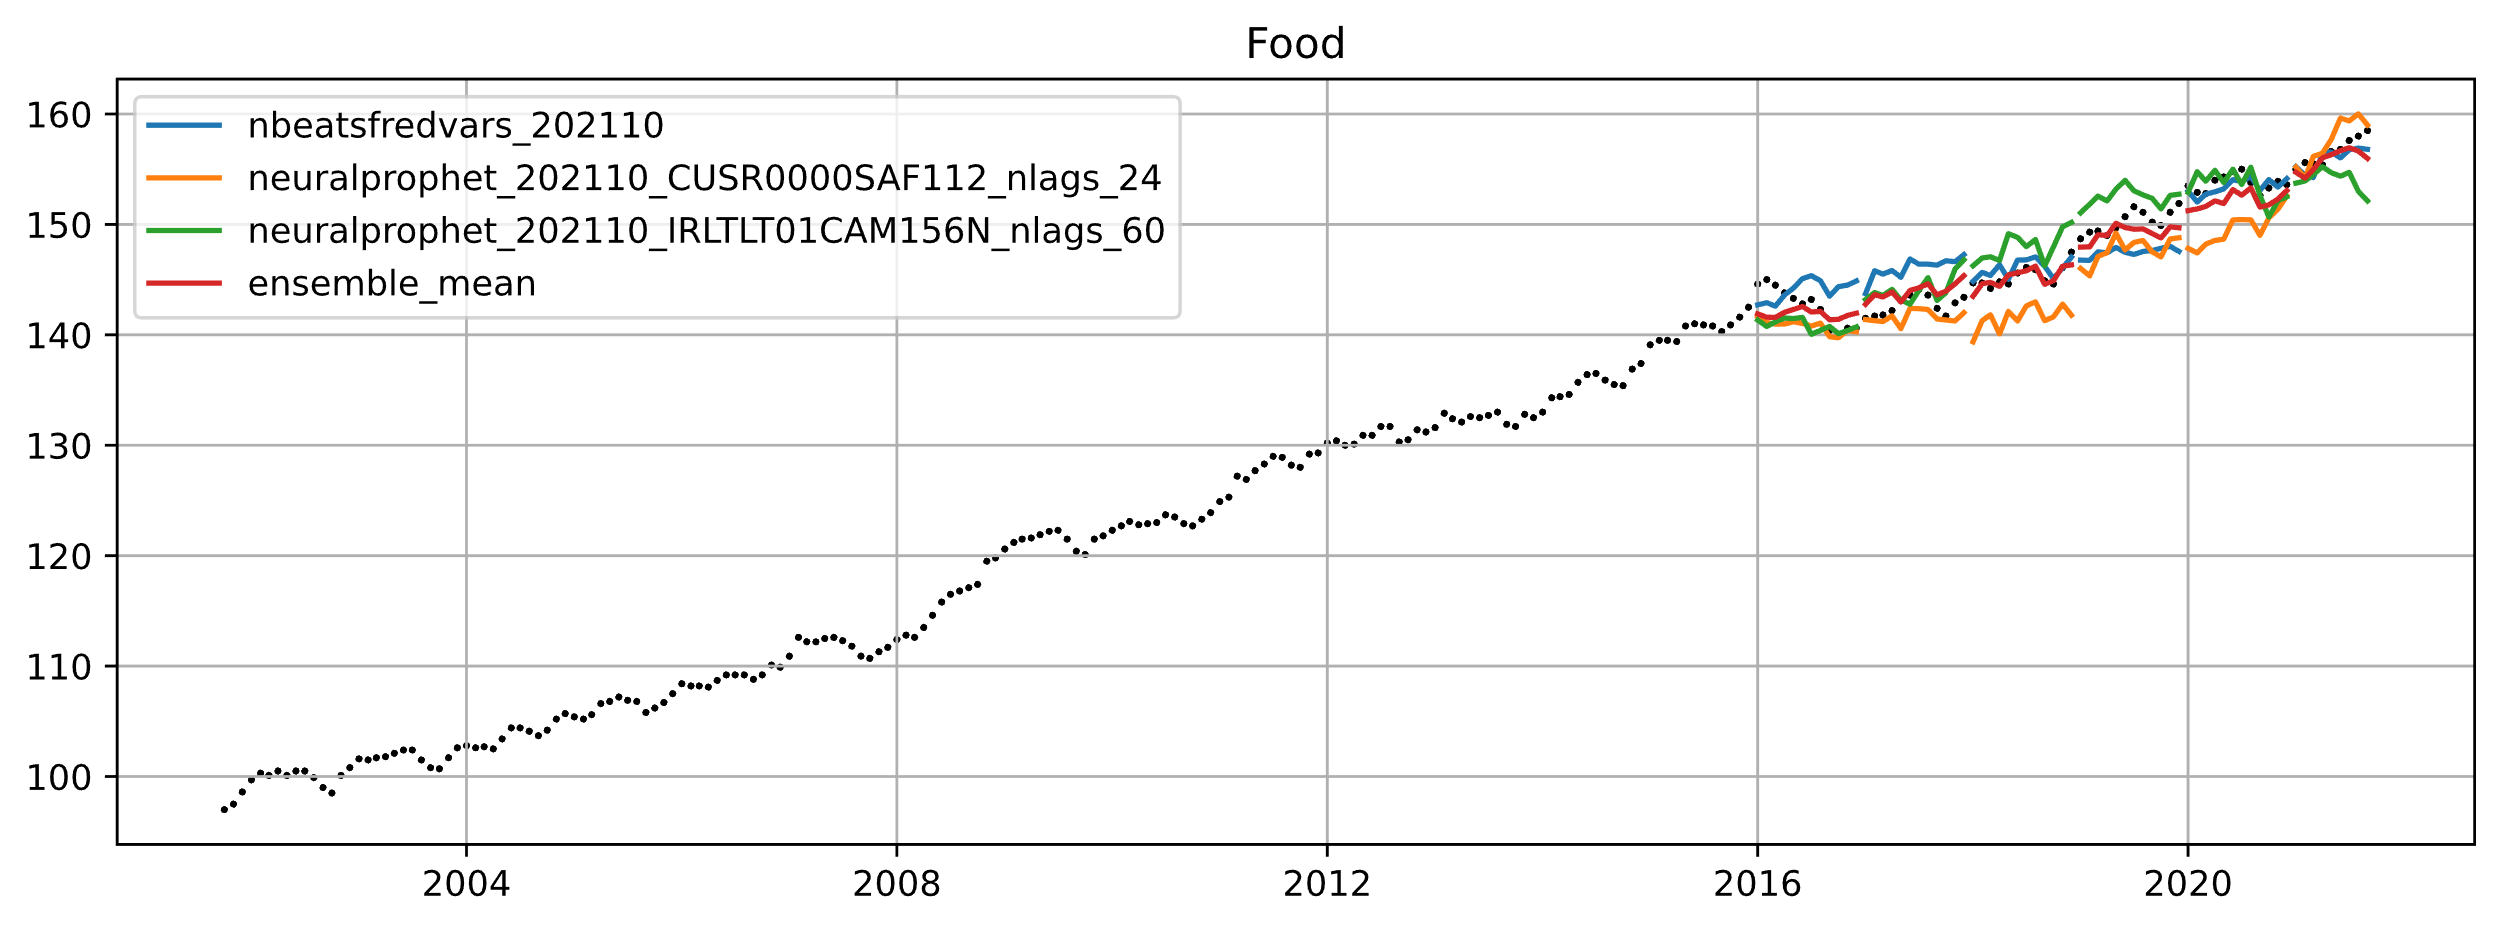 Food
160
150
140
130
120
110
100
nbeatsfredvars_202110
neuralprophet_202110_CUSR0000SAF112_nlags_24
neuralprophet_202110_IRLTLT01CAM156N_nlags_60
ensemble_mean
2004 2008 2012 2016 2020